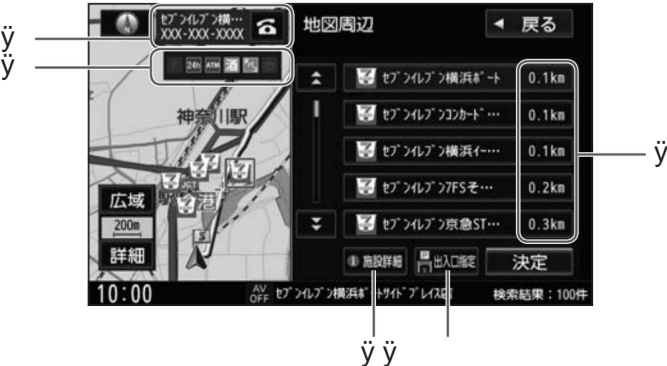 セブンイレブン横…
XXX-XXX-XXXX
地図周辺
戻る
ÿ
ÿ
24h ATM 酒
セブンイレブン横浜ポート 0.1km
神奈川駅
セブンイレブンコンカード… 0.1km
セブンイレブン横浜イー… 0.1km
ÿ
セブンイレブン7FSそ… 0.2km
広域
200m
セブンイレブン京急ST… 0.3km
詳細
施設詳細
出入口指定
決定
10:00
AV OFF
セブンイレブン横浜ポートサイドプレイス店
検索結果:100件
ÿ ÿ